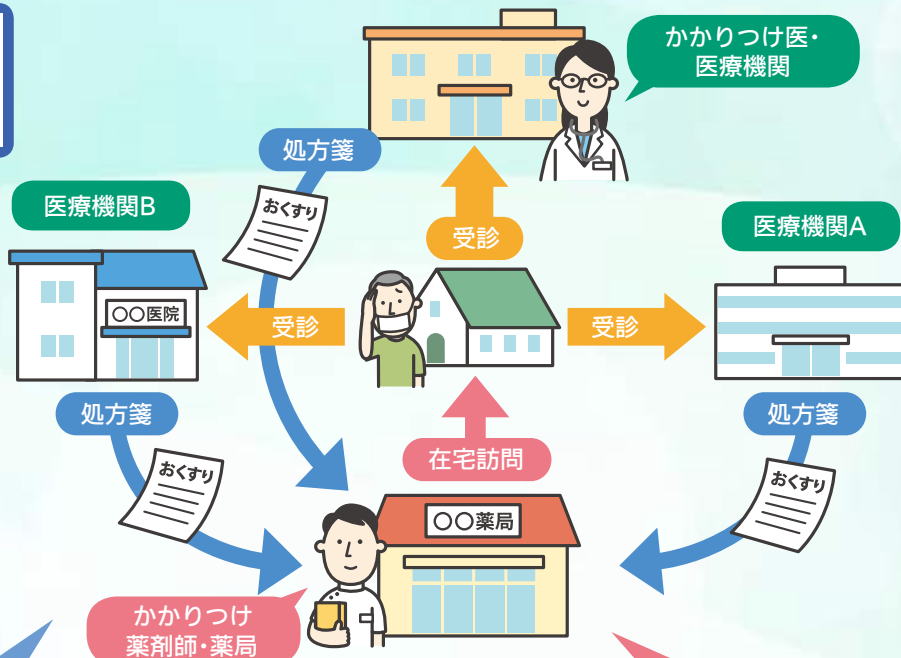 かかりつけ医・
医療機関
処方箋
おくすり
医療機関B
受診
医療機関A
〇〇医院
受診
受診
処方箋
おくすり
在宅訪問
処方箋
おくすり
〇〇薬局
かかりつけ
薬剤師・薬局